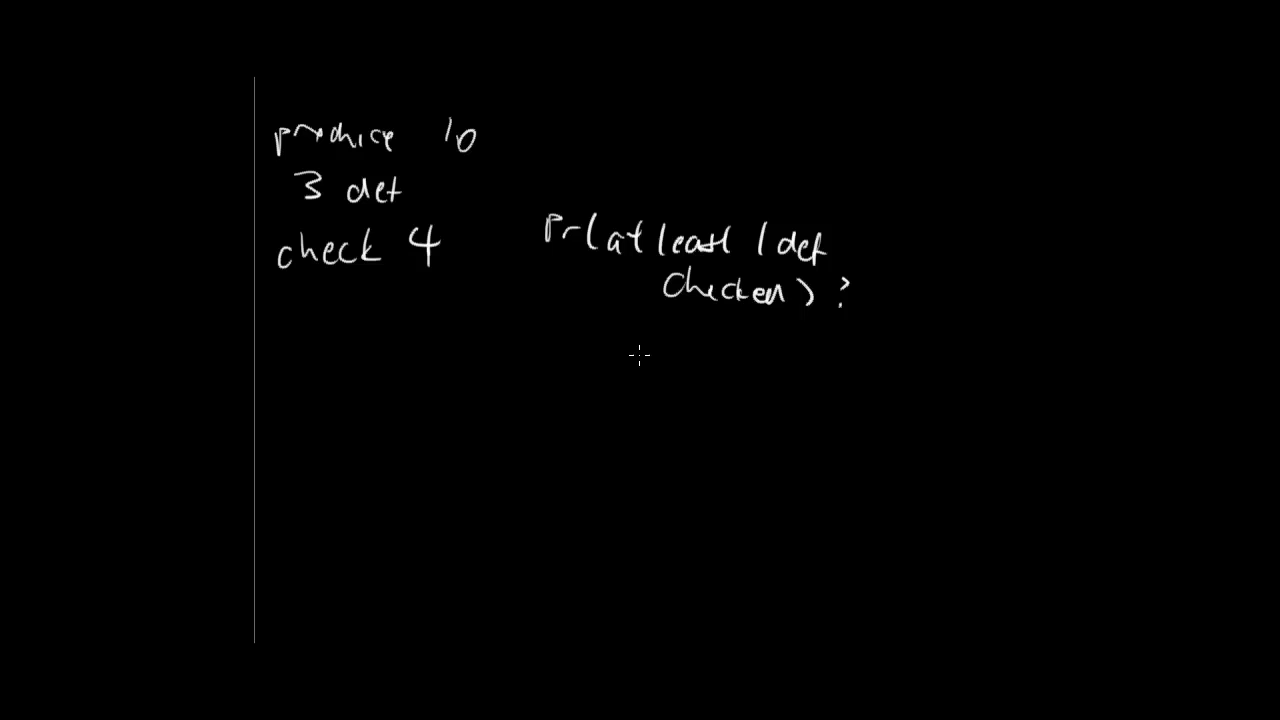 produce 10
3 def
check 4
Pr(at least 1 def
checked)?